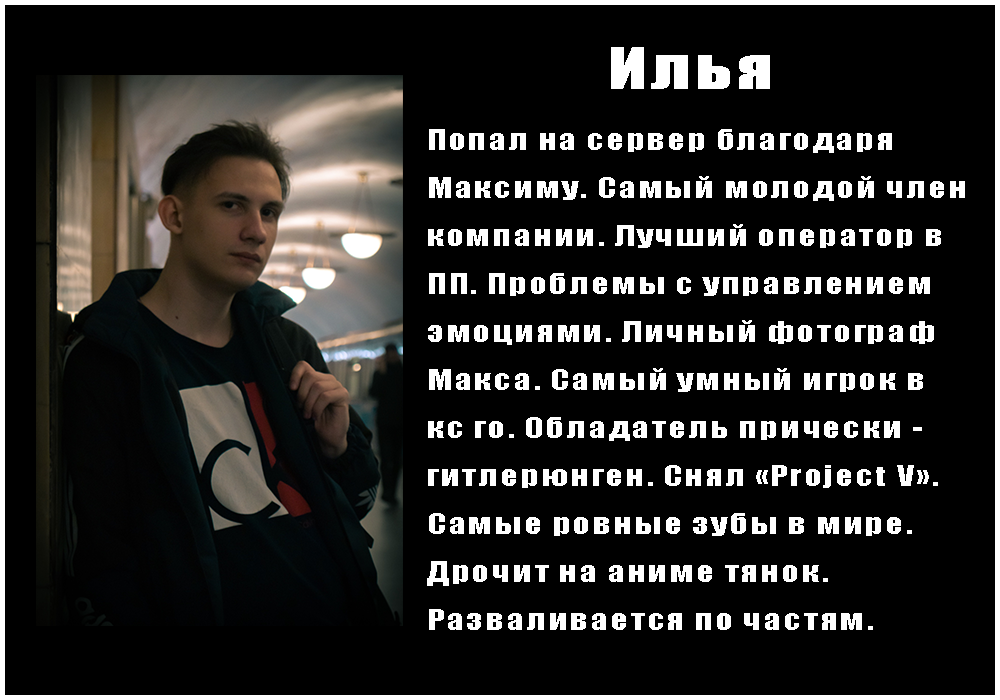 Илья
Попал на сервер благодаря
Максиму. Самый молодой член
компании. Лучший оператор в
ПП. Проблемы с управлением
эмоциями. Личный фотограф
Макса. Самый умный игрок в
кс го. Обладатель прически -
гитлерюнген. Снял «Project V».
Самые ровные зубы в мире.
Дрочит на аниме тянок.
Разваливается по частям.
ck